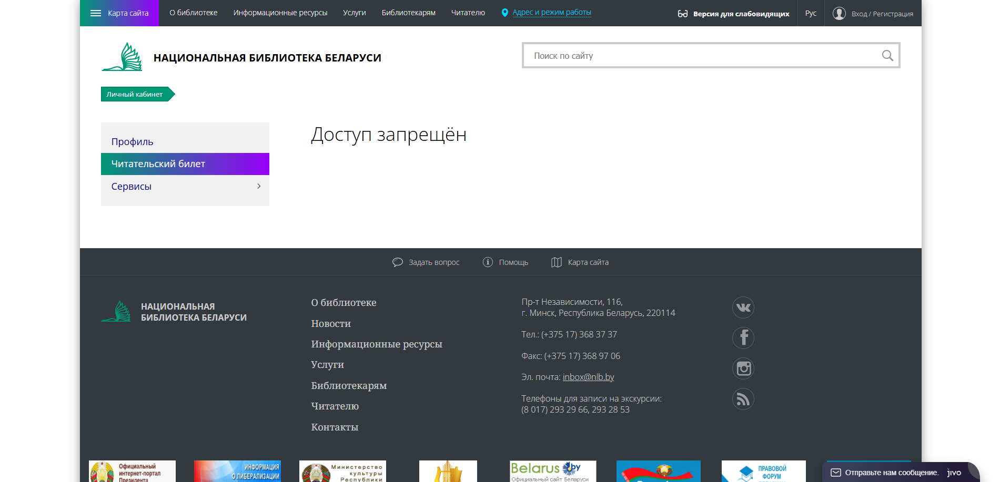 Карта сайта
О библиотеке
Информационные ресурсы
Услуги
Библиотекарям
Читателю
Адрес и режим работы
Версия для слабовидящих
Рус
Вход / Регистрация
НАЦИОНАЛЬНАЯ БИБЛИОТЕКА БЕЛАРУСИ
Поиск по сайту
Личный кабинет
Профиль
Читательский билет
Сервисы
Доступ запрещён
Задать вопрос
Помощь
Карта сайта
НАЦИОНАЛЬНАЯ
БИБЛИОТЕКА БЕЛАРУСИ
О библиотеке
Новости
Информационные ресурсы
Услуги
Библиотекарям
Читателю
Контакты
Пр-т Независимости, 116,
г. Минск, Республика Беларусь, 220114
Тел.: (+375 17) 368 37 37
Факс: (+375 17) 368 97 06
Эл. почта: inbox@nlb.by
Телефоны для записи на экскурсии:
(8 017) 293 29 66, 293 28 53
Официальный
интернет-портал
Президента
ИНФОРМАЦИЯ
О ЛИБЕРАЛИЗАЦИИ
Министерство
культуры
Республики
Belarus.by
Официальный сайт Беларуси
ПРАВОВОЙ
ФОРУМ
Отправьте нам сообщение.
jivo